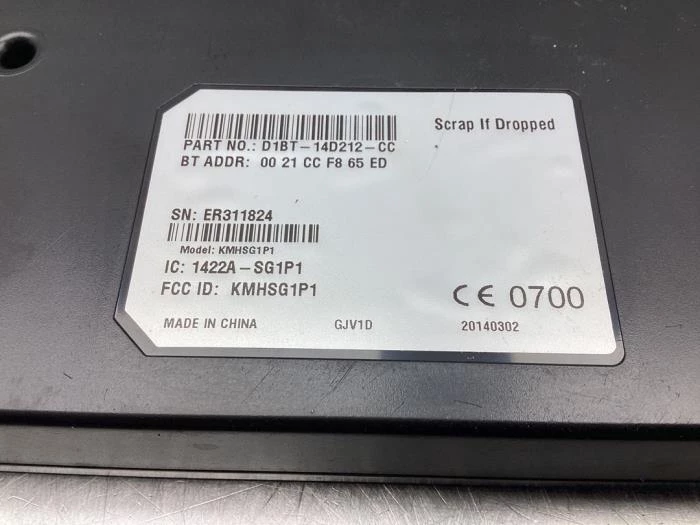 Scrap If Dropped
PART NO.: D1BT-14D212-CC
BT ADDR: 00 21 CC F8 65 ED
SN: ER311824
Model: KMHSG1P1
IC: 1422A-SG1P1
FCC ID: KMHSG1P1
CE 0700
MADE IN CHINA GJV1D 20140302